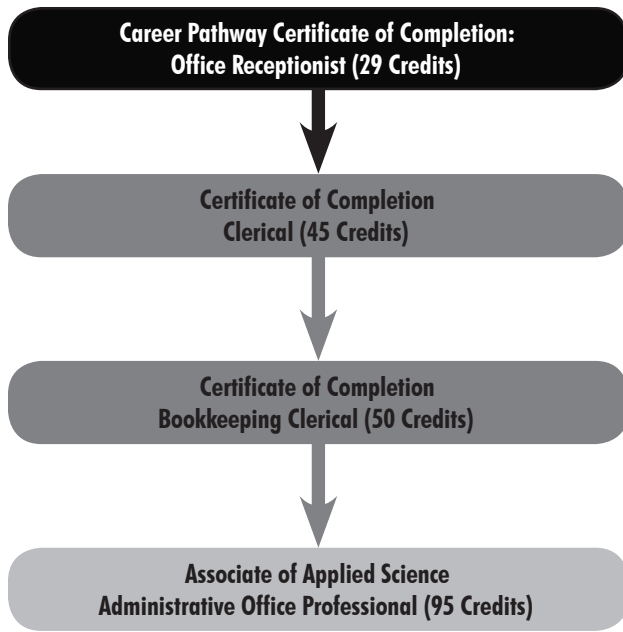 Career Pathway Certificate of Completion:
Office Receptionist (29 Credits)
Certificate of Completion
Clerical (45 Credits)
Certificate of Completion
Bookkeeping Clerical (50 Credits)
Associate of Applied Science
Administrative Office Professional (95 Credits)